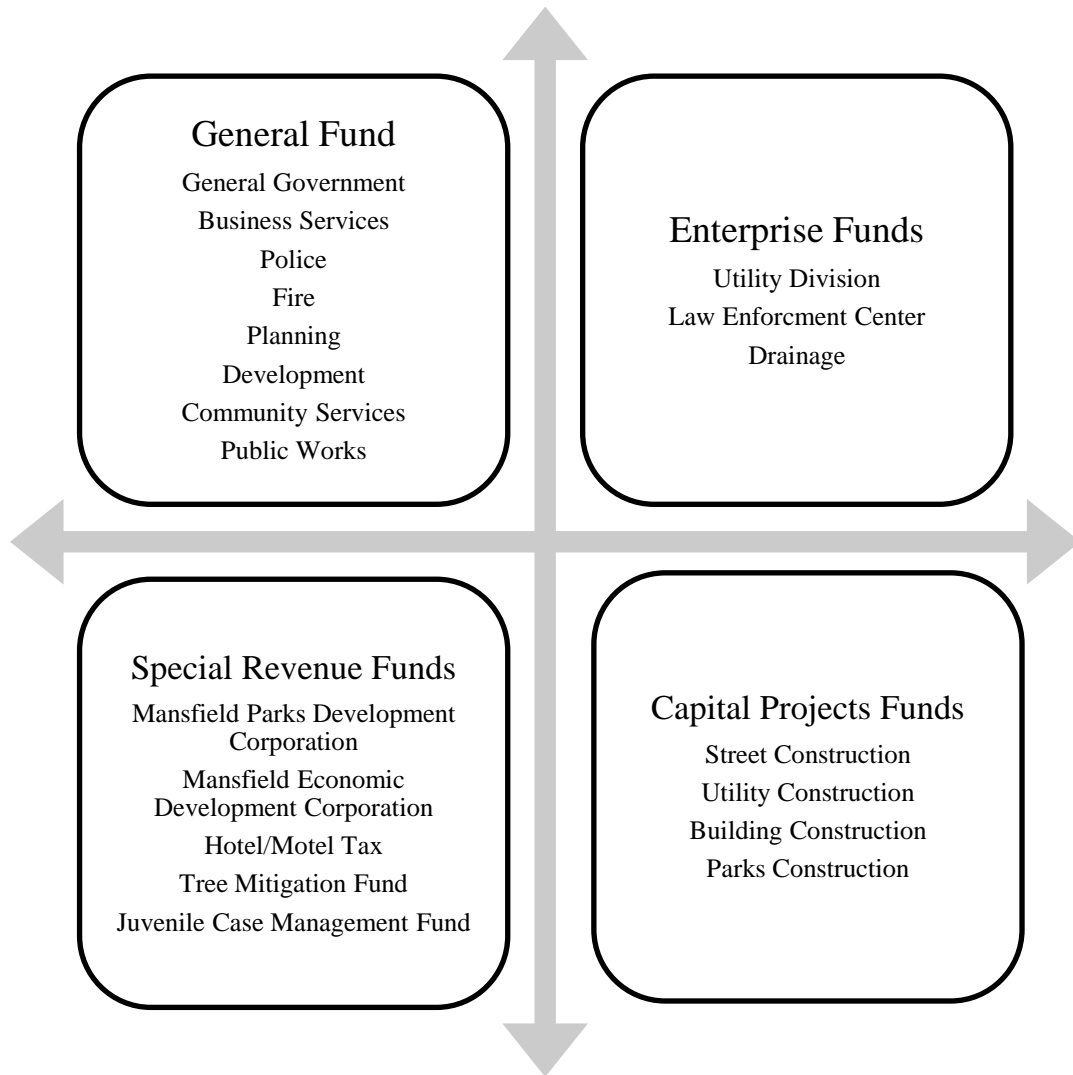 General Fund
General Government
Business Services
Police
Fire
Planning
Development
Community Services
Public Works
Enterprise Funds
Utility Division
Law Enforcment Center
Drainage
Special Revenue Funds
Mansfield Parks Development
Corporation
Mansfield Economic
Development Corporation
Hotel/Motel Tax
Tree Mitigation Fund
Juvenile Case Management Fund
Capital Projects Funds
Street Construction
Utility Construction
Building Construction
Parks Construction